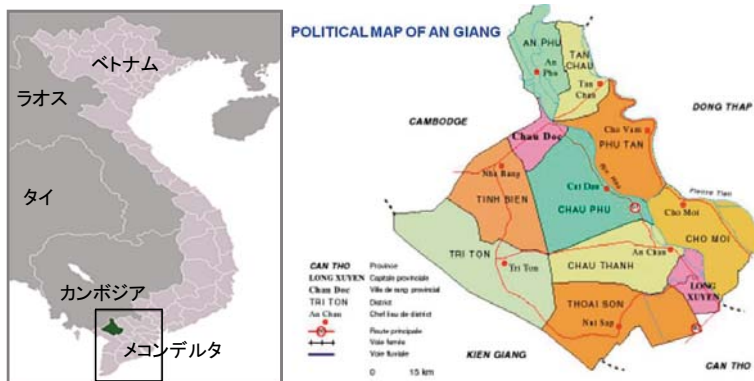 ベトナム
ラオス
タイ
カンボジア
メコンデルタ
POLITICAL MAP OF AN GIANG
AN PHU
An Phu
TAN CHAU
Tan Chau
DONG THAP
CAMBODGE
Chau Doc
Cho Vam
PHU TAN
Nha Bang
TINH BIEN
Cai Dau
CHAU PHU
Cho Moi
CHO MOI
TRI TON
Tri Ton
An Chau
CHAU THANH
LONG XUYEN
THOAI SON
Nui Sap
KIEN GIANG
CAN THO
CAN THO Province
LONG XUYEN Capitale provinciale
Chau Doc Ville de rang provincial
TRI TON District
An Chau Chef lieu de district
Route principale
Voie ferrée
Voie fluviale
0 15 km